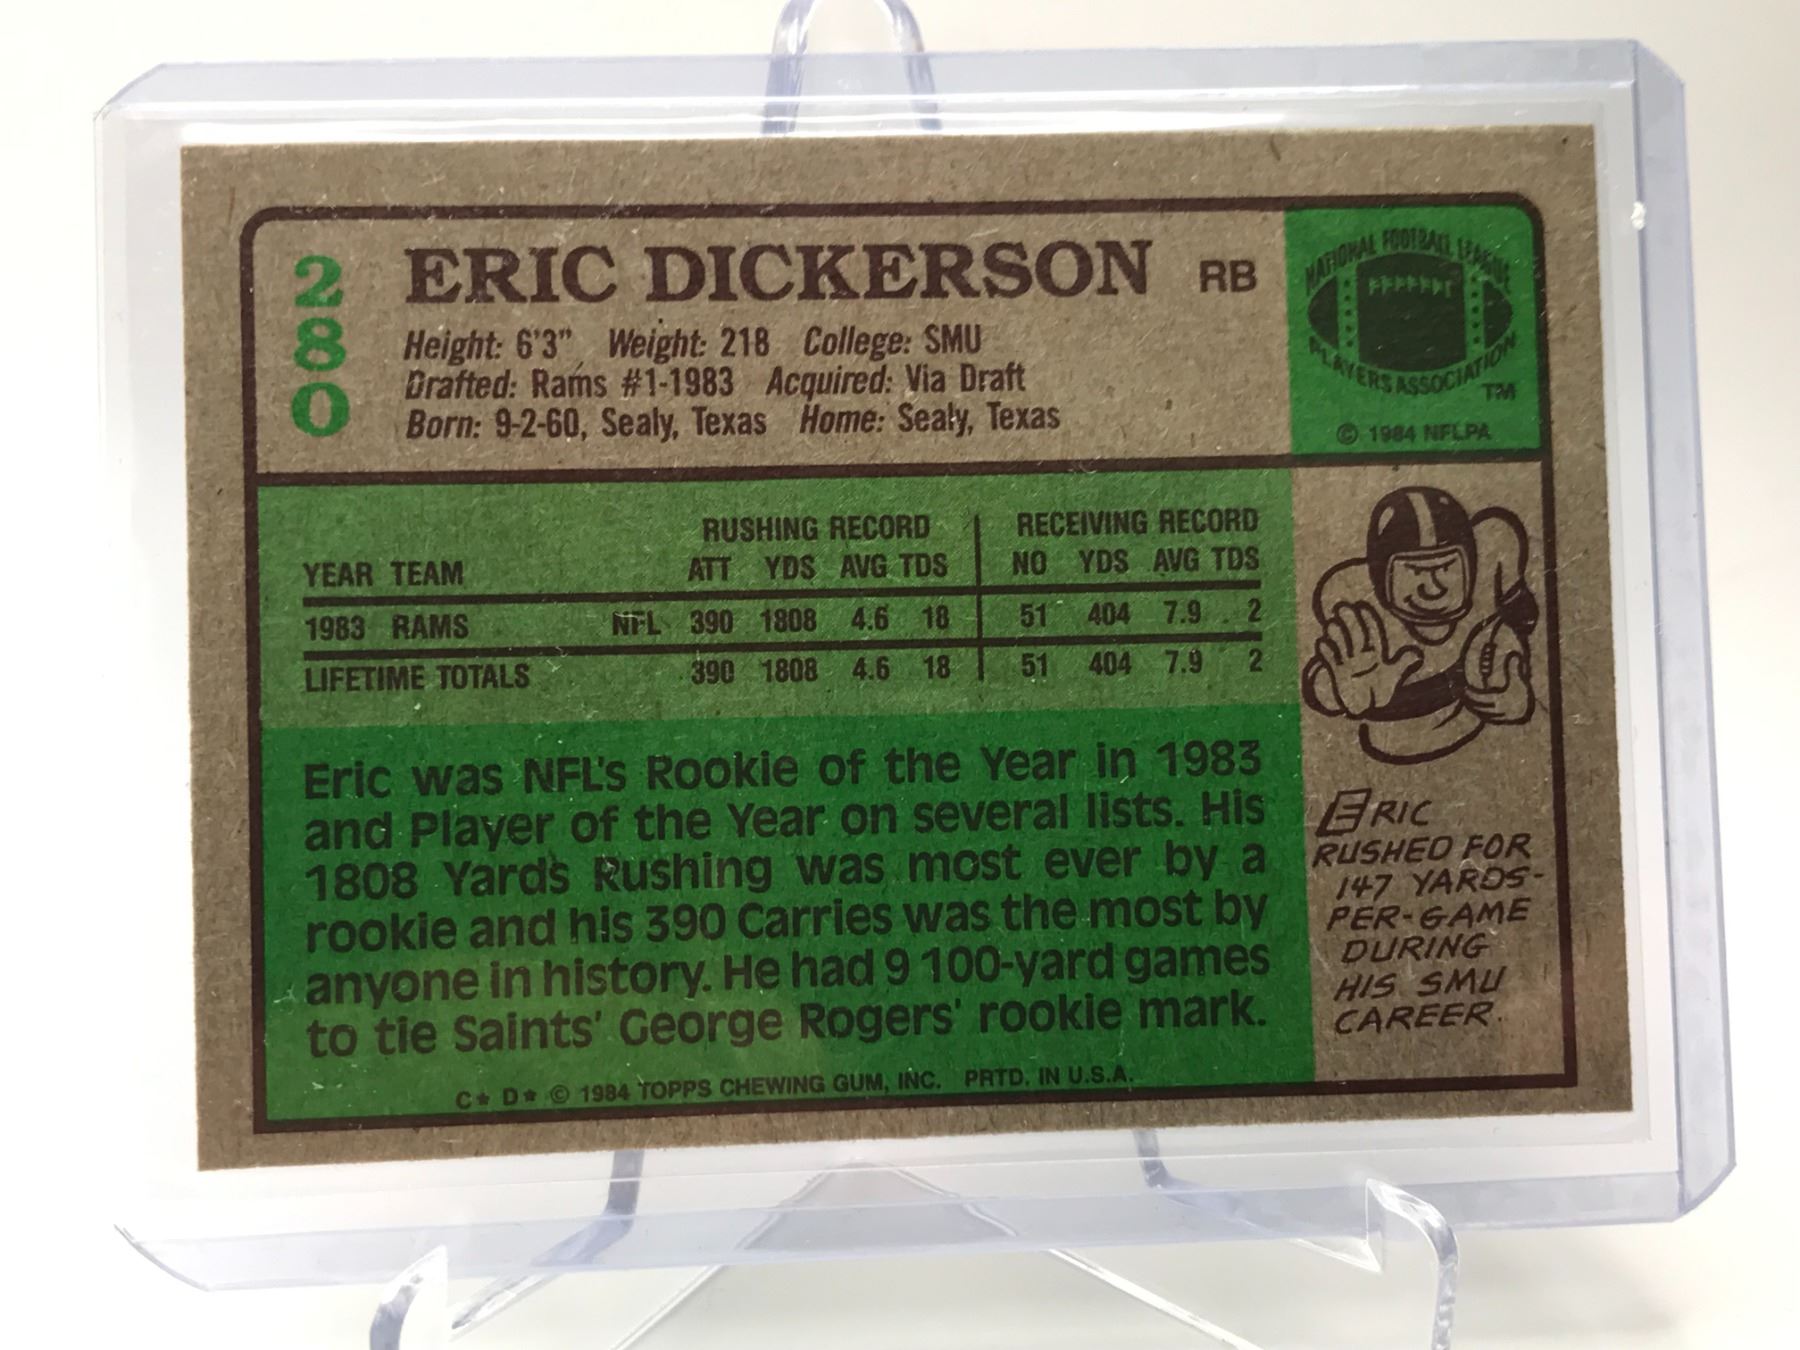 280
ERIC DICKERSON RB
Height: 6'3" Weight: 218 College: SMU
Drafted: Rams #1-1983 Acquired: Via Draft
Born: 9-2-60, Sealy, Texas Home: Sealy, Texas
NATIONAL FOOTBALL LEAGUE
PLAYERS ASSOCIATION
TM
© 1984 NFLPA
RUSHING RECORD RECEIVING RECORD
YEAR TEAM ATT YDS AVG TDS NO YDS AVG TDS
1983 RAMS NFL 390 1808 4.6 18 51 404 7.9 2
LIFETIME TOTALS 390 1808 4.6 18 51 404 7.9 2
Eric was NFL's Rookie of the Year in 1983
and Player of the Year on several lists. His
1808 Yards Rushing was most ever by a
rookie and his 390 Carries was the most by
anyone in history. He had 9 100-yard games
to tie Saints' George Rogers' rookie mark.
C* D* © 1984 TOPPS CHEWING GUM, INC. PRTD. IN U.S.A.
ERIC
RUSHED FOR
147 YARDS-
PER-GAME
DURING
HIS SMU
CAREER.